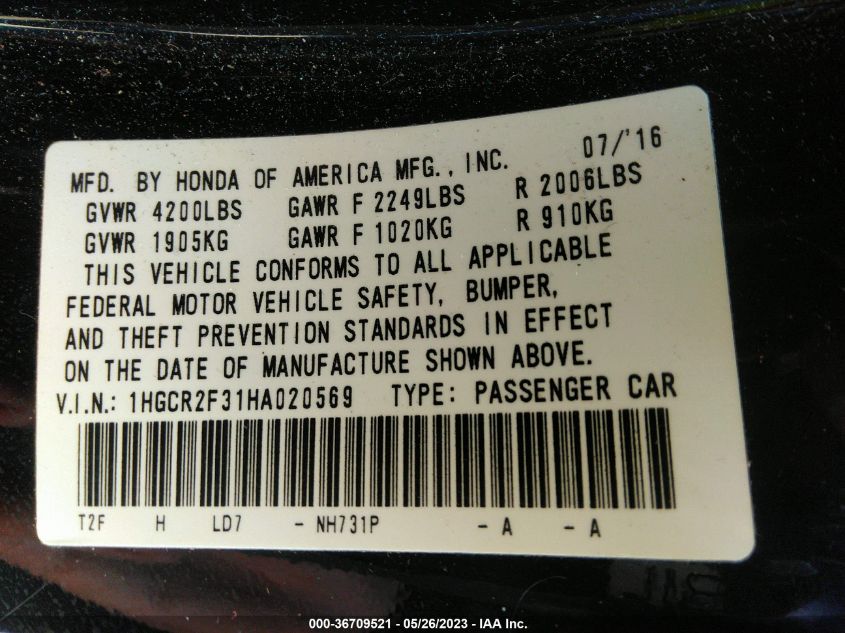 07/'16
MFD. BY HONDA OF AMERICA MFG., INC.
GVWR 4200LBS GAWR F 2249LBS R 2006LBS
GVWR 1905KG GAWR F 1020KG R 910KG
THIS VEHICLE CONFORMS TO ALL APPLICABLE
FEDERAL MOTOR VEHICLE SAFETY, BUMPER,
AND THEFT PREVENTION STANDARDS IN EFFECT
ON THE DATE OF MANUFACTURE SHOWN ABOVE.
V.I.N.: 1HGCR2F31HA020569 TYPE: PASSENGER CAR
T2F H LD7 - NH731P - A - A
000-36709521 - 05/26/2023 - IAA Inc.